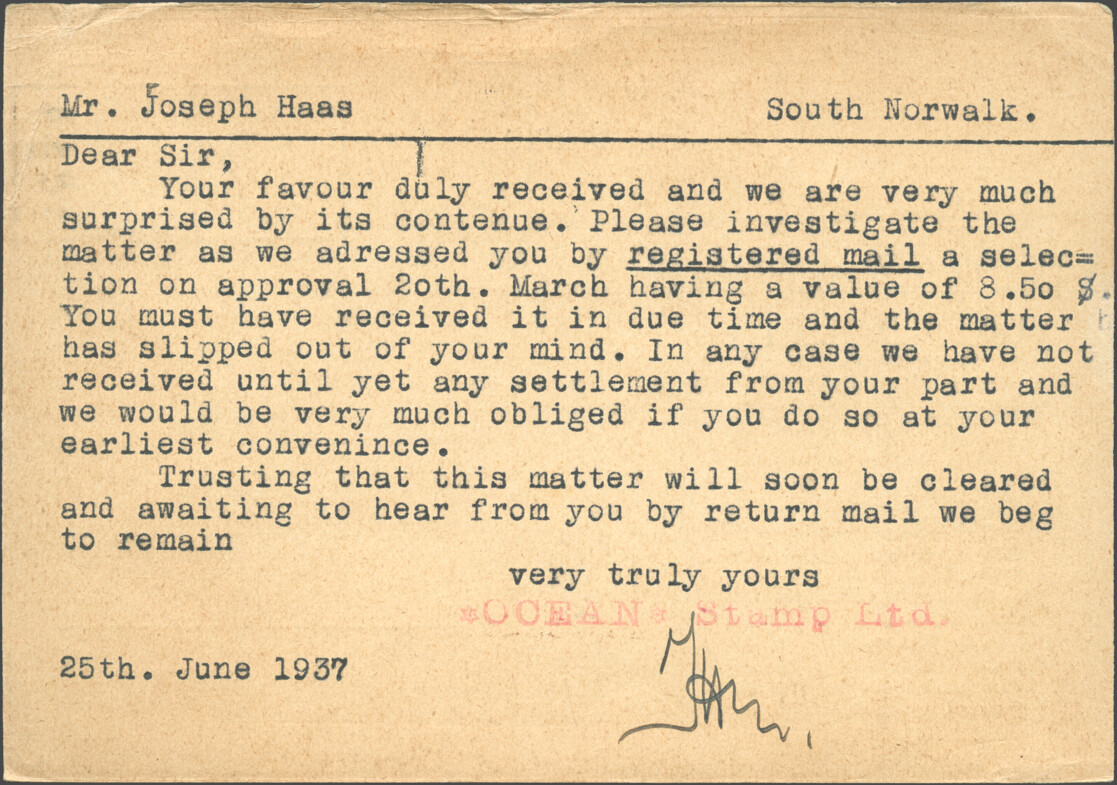 Mr. Joseph Haas South Norwalk.
Dear Sir,
Your favour duly received and we are very much
surprised by its contenue. Please investigate the
matter as we adressed you by registered mail a selec=
tion on approval 2oth. March having a value of 8.5o $.
You must have received it in due time and the matter
has slipped out of your mind. In any case we have not
received until yet any settlement from your part and
we would be very much obliged if you do so at your
earliest convenince.
Trusting that this matter will soon be cleared
and awaiting to hear from you by return mail we beg
to remain
very truly yours
*OCEAN* Stamp Ltd.
25th. June 1937